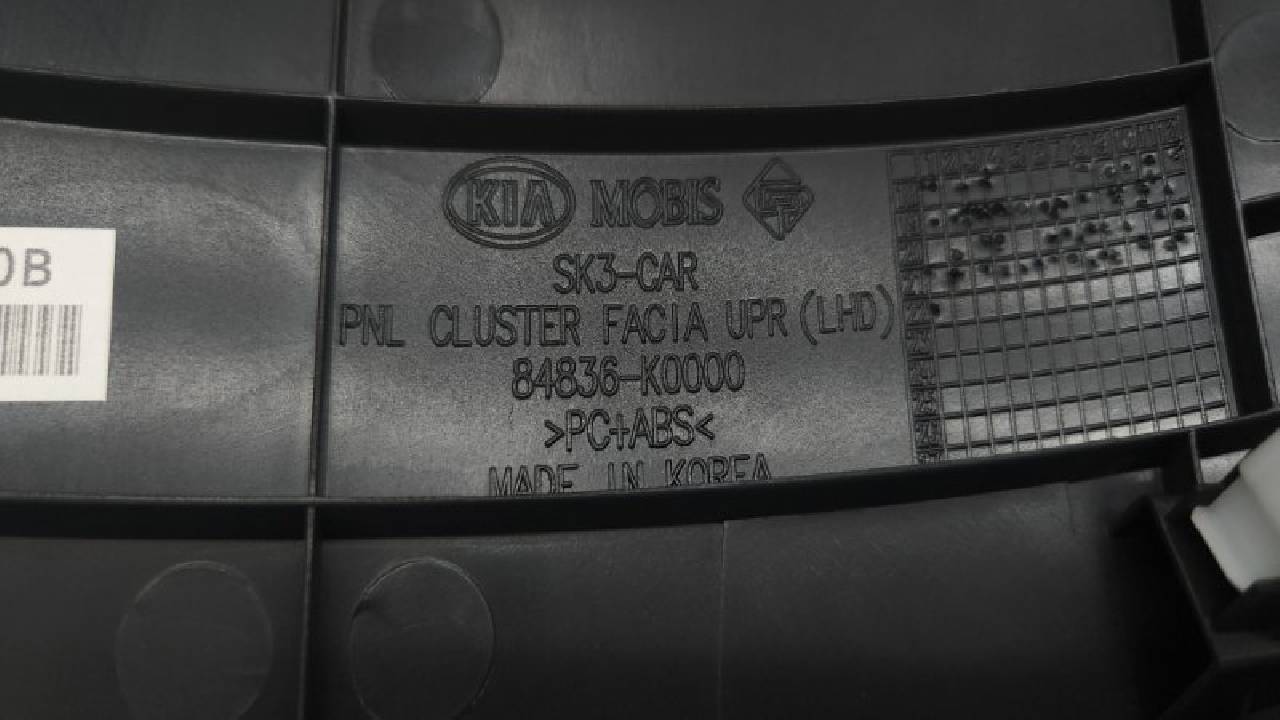 0B
KIA MOBIS
SK3-CAR
PNL CLUSTER FACIA UPR (LHD)
84836-K0000
>PC+ABS<
MADE IN KOREA